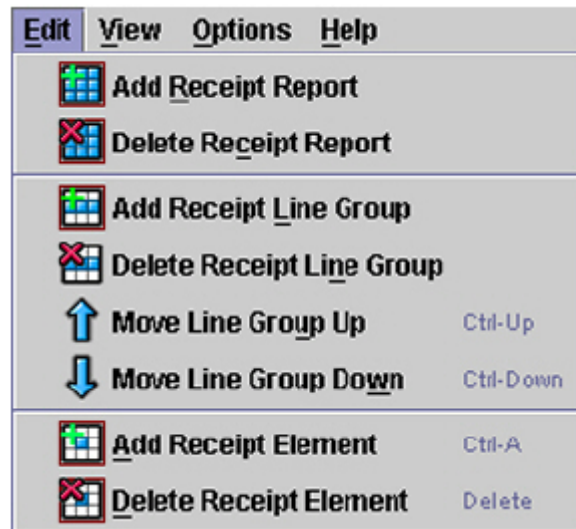 Edit View Options Help
Add Receipt Report
Delete Receipt Report
Add Receipt Line Group
Delete Receipt Line Group
Move Line Group Up Ctrl-Up
Move Line Group Down Ctrl-Down
Add Receipt Element Ctrl-A
Delete Receipt Element Delete